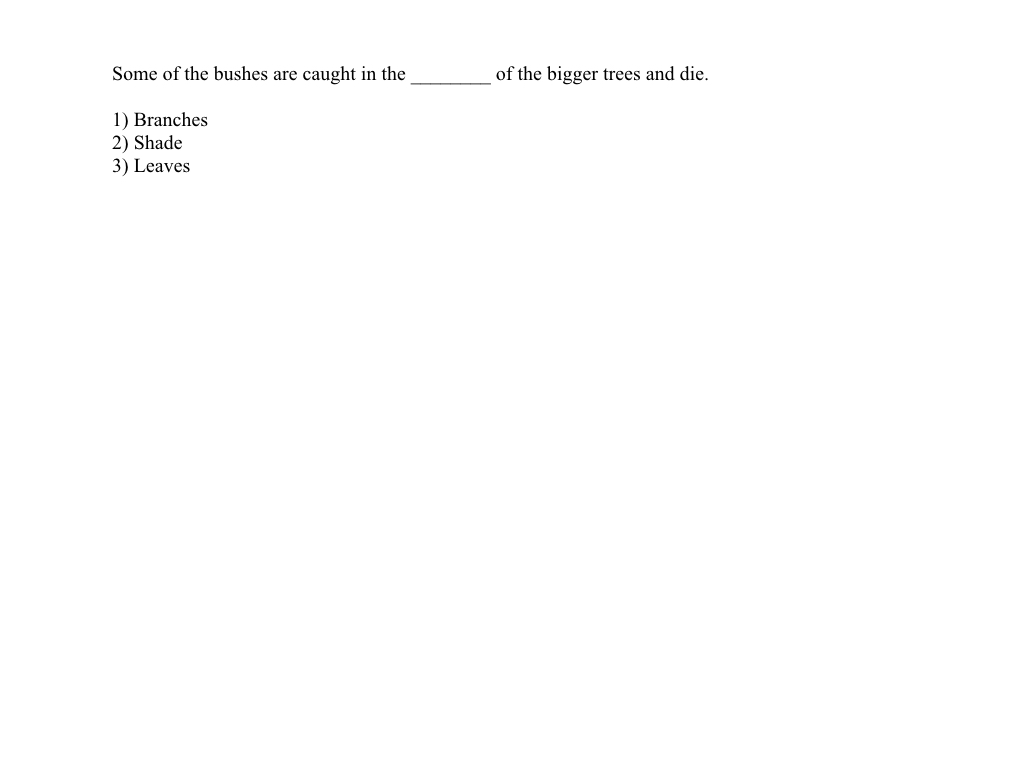 Some of the bushes are caught in the ________ of the bigger trees and die.
1) Branches
2) Shade
3) Leaves